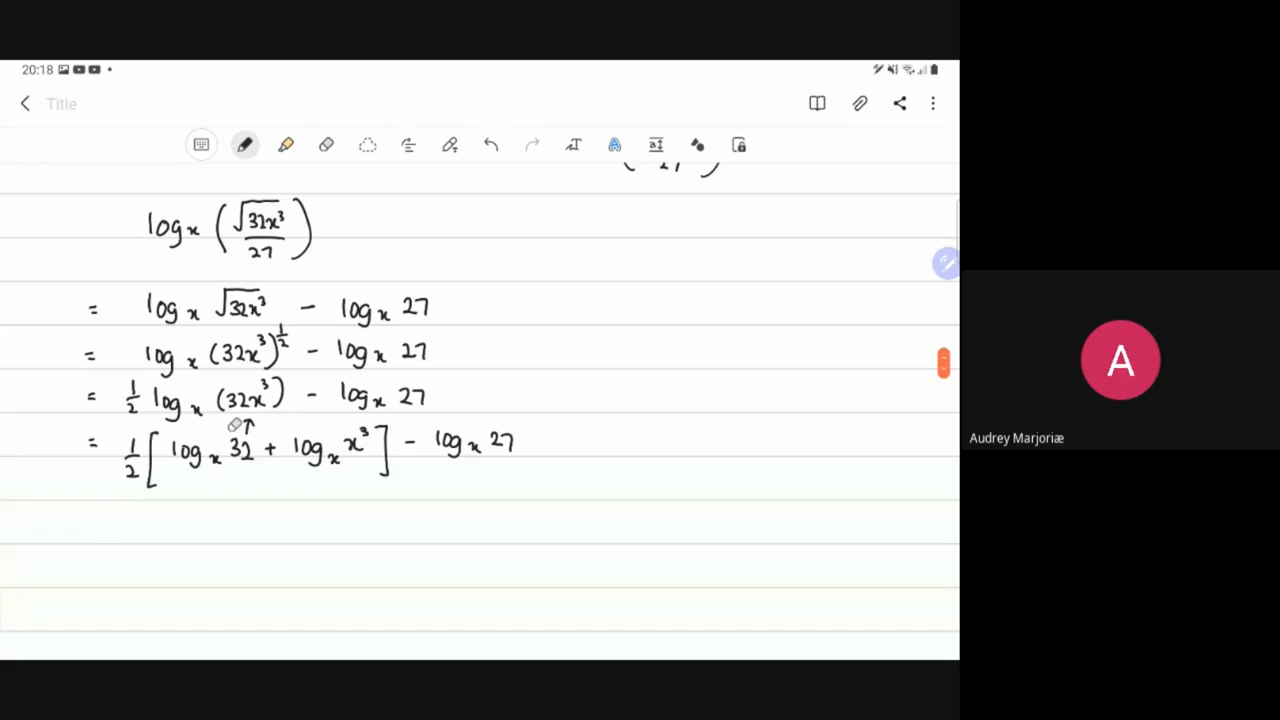 20:18
Title
27
log x (√32x³ / 27)
= log x √32x³ - log x 27
= log x (32x³)^1/2 - log x 27
= 1/2 log x (32x³) - log x 27
= 1/2 [log x 32 + log x x³] - log x 27
A
Audrey Marjoriæ